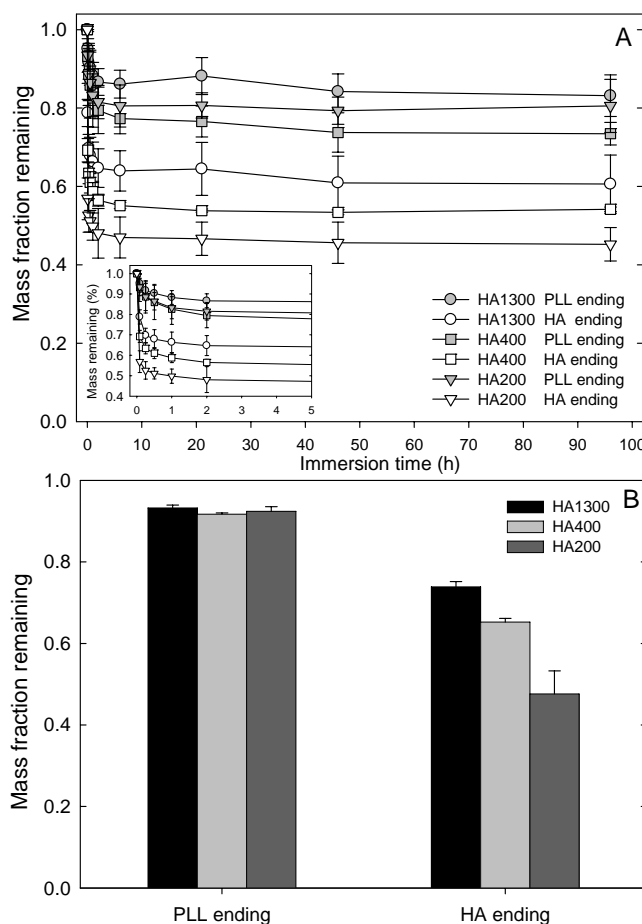 A
1.0
0.8
0.6
0.4
0.2
0.0
Mass fraction remaining
1.0
0.9
0.8
0.7
0.6
0.5
0.4
Mass remaining (%)
0 1 2 3 4 5
HA1300 PLL ending
HA1300 HA ending
HA400 PLL ending
HA400 HA ending
HA200 PLL ending
HA200 HA ending
0 10 20 30 40 50 60 70 80 90 100
Immersion time (h)
B
1.0
0.8
0.6
0.4
0.2
0.0
Mass fraction remaining
HA1300
HA400
HA200
PLL ending HA ending